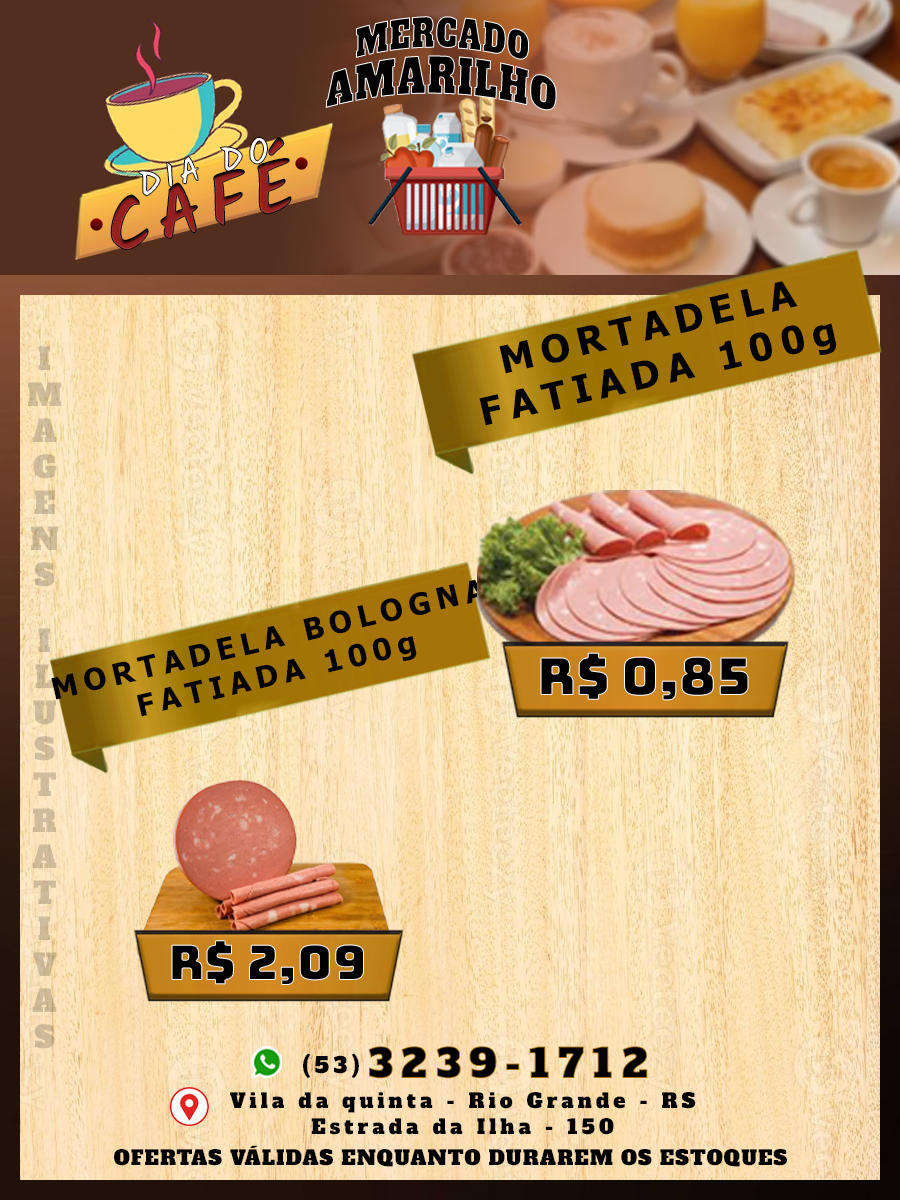 MERCADO
AMARILHO
DIA DO
CAFÉ
MORTADELA
FATIADA 100g
R$ 0,85
MORTADELA BOLOGNA
FATIADA 100g
R$ 2,09
IMAGENS ILUSTRATIVAS
(53) 3239-1712
Vila da quinta - Rio Grande - RS
Estrada da Ilha - 150
OFERTAS VÁLIDAS ENQUANTO DURAREM OS ESTOQUES